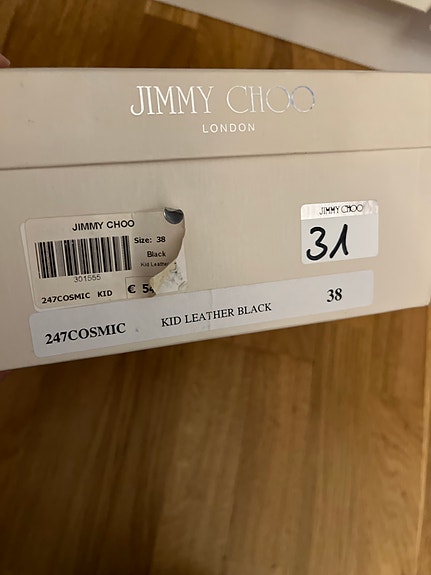 JIMMY CHOO
LONDON
JIMMY CHOO
Size: 38
Black
Kid Leather
301555
247COSMIC KID
€ 54
JIMMY CHOO
31
247COSMIC KID LEATHER BLACK 38